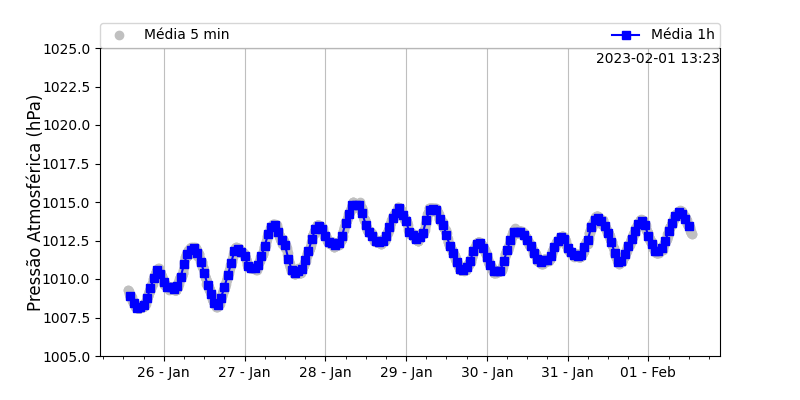 Média 5 min
Média 1h
2023-02-01 13:23
Pressão Atmosférica (hPa)
1025.0
1022.5
1020.0
1017.5
1015.0
1012.5
1010.0
1007.5
1005.0
26 - Jan
27 - Jan
28 - Jan
29 - Jan
30 - Jan
31 - Jan
01 - Feb